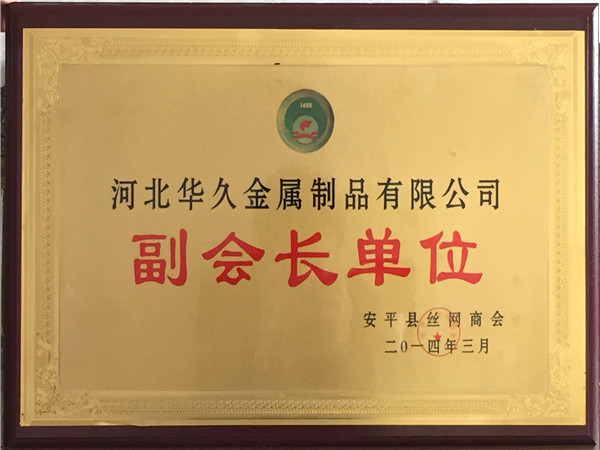 1488
河北华久金属制品有限公司
副会长单位
安平县丝网商会
二〇一四年三月